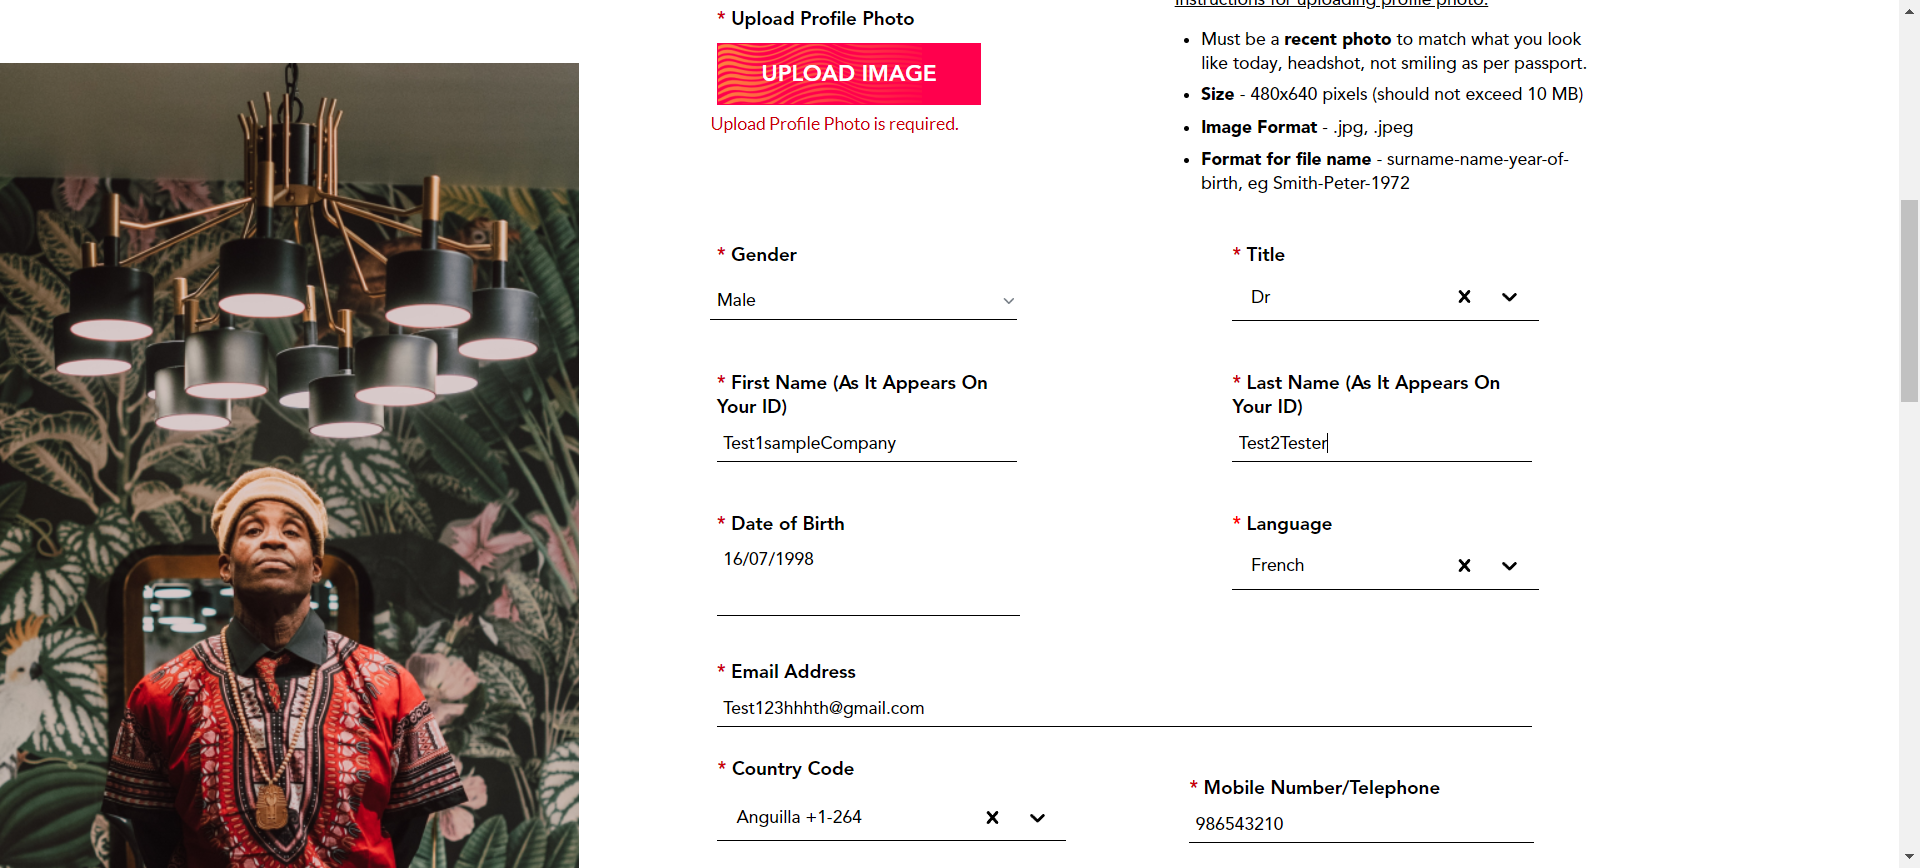 * Upload Profile Photo
UPLOAD IMAGE
Upload Profile Photo is required.
Instructions for uploading profile photo:
• Must be a recent photo to match what you look
like today, headshot, not smiling as per passport.
• Size - 480x640 pixels (should not exceed 10 MB)
• Image Format - .jpg, .jpeg
• Format for file name - surname-name-year-of-
birth, eg Smith-Peter-1972
* Gender
Male
* Title
Dr
* First Name (As It Appears On
Your ID)
Test1sampleCompany
* Last Name (As It Appears On
Your ID)
Test2Tester
* Date of Birth
16/07/1998
* Language
French
* Email Address
Test123hhhth@gmail.com
* Country Code
Anguilla +1-264
* Mobile Number/Telephone
986543210